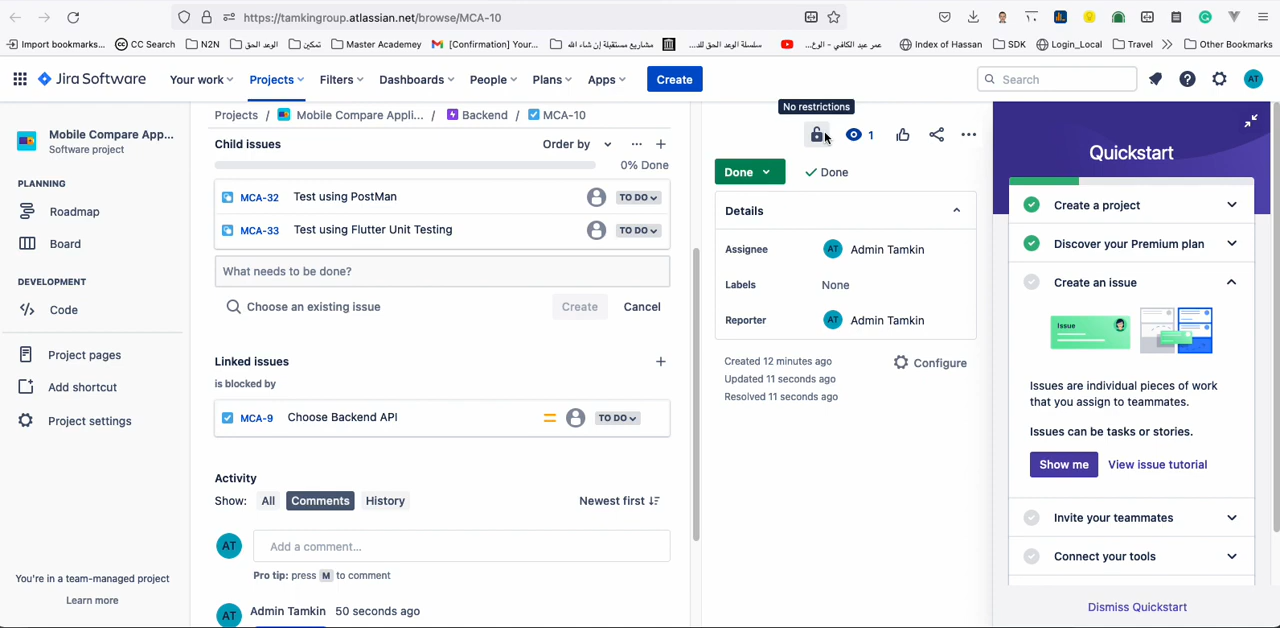 https://tamkingroup.atlassian.net/browse/MCA-10
Import bookmarks...
CC Search
N2N
الوعد الحق
تمكين
Master Academey
[Confirmation] Your...
مشاريع مستقبلية إن شاء الله
سلسلة الوعد الحق للد...
عمر عبد الكافي - الوع...
Index of Hassan
SDK
Login_Local
Travel
Other Bookmarks
Jira Software
Your work
Projects
Filters
Dashboards
People
Plans
Apps
Create
Search
AT
No restrictions
Mobile Compare App...
Software project
PLANNING
Roadmap
Board
DEVELOPMENT
Code
Project pages
Add shortcut
Project settings
You're in a team-managed project
Learn more
Projects / Mobile Compare Appli... / Backend / MCA-10
Child issues
Order by
0% Done
MCA-32 Test using PostMan TO DO
MCA-33 Test using Flutter Unit Testing TO DO
What needs to be done?
Choose an existing issue
Create
Cancel
Linked issues
is blocked by
MCA-9 Choose Backend API TO DO
Activity
Show: All Comments History
Newest first
AT
Add a comment...
Pro tip: press M to comment
AT
Admin Tamkin 50 seconds ago
1
Done
Done
Details
Assignee AT Admin Tamkin
Labels None
Reporter AT Admin Tamkin
Created 12 minutes ago
Updated 11 seconds ago
Resolved 11 seconds ago
Configure
Quickstart
Create a project
Discover your Premium plan
Create an issue
Issue
Issues are individual pieces of work
that you assign to teammates.
Issues can be tasks or stories.
Show me
View issue tutorial
Invite your teammates
Connect your tools
Dismiss Quickstart